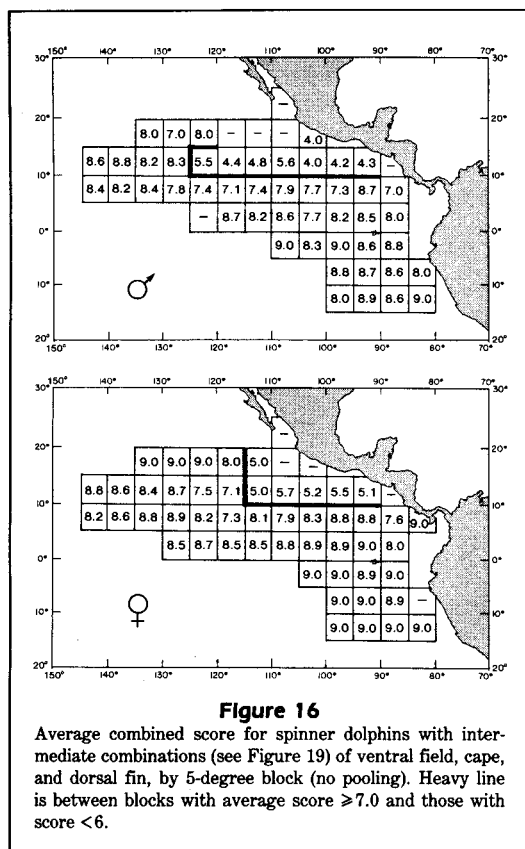 150° 140° 130° 120° 110° 100° 90° 80° 70°
30° 30°
–
20° 8.0 7.0 8.0 – – – 4.0 20°
8.6 8.8 8.2 8.3 5.5 4.4 4.8 5.6 4.0 4.2 4.3 –
10° 10°
8.4 8.2 8.4 7.8 7.4 7.1 7.4 7.9 7.7 7.3 8.7 7.0
– 8.7 8.2 8.6 7.7 8.2 8.5 8.0
0° 0°
9.0 8.3 9.0 8.6 8.8
8.8 8.7 8.6 8.0
10° ♂ 10°
8.0 8.9 8.6 9.0
20° 20°
150° 140° 130° 120° 110° 100° 90° 80° 70°
150° 140° 130° 120° 110° 100° 90° 80° 70°
30° 30°
–
20° 9.0 9.0 9.0 8.0 5.0 – – 20°
8.8 8.6 8.4 8.7 7.5 7.1 5.0 5.7 5.2 5.5 5.1 –
10° 10°
8.2 8.6 8.8 8.9 8.2 7.3 8.1 7.9 8.3 8.8 8.8 7.6 9.0
8.5 8.7 8.5 8.5 8.8 8.9 8.9 9.0 8.0
0° 0°
9.0 9.0 8.9 9.0
9.0 9.0 8.9 –
10° ♀ 10°
9.0 9.0 9.0 9.0
20° 20°
150° 140° 130° 120° 110° 100° 90° 80° 70°
Figure 16
Average combined score for spinner dolphins with inter-
mediate combinations (see Figure 19) of ventral field, cape,
and dorsal fin, by 5-degree block (no pooling). Heavy line
is between blocks with average score ≥7.0 and those with
score <6.